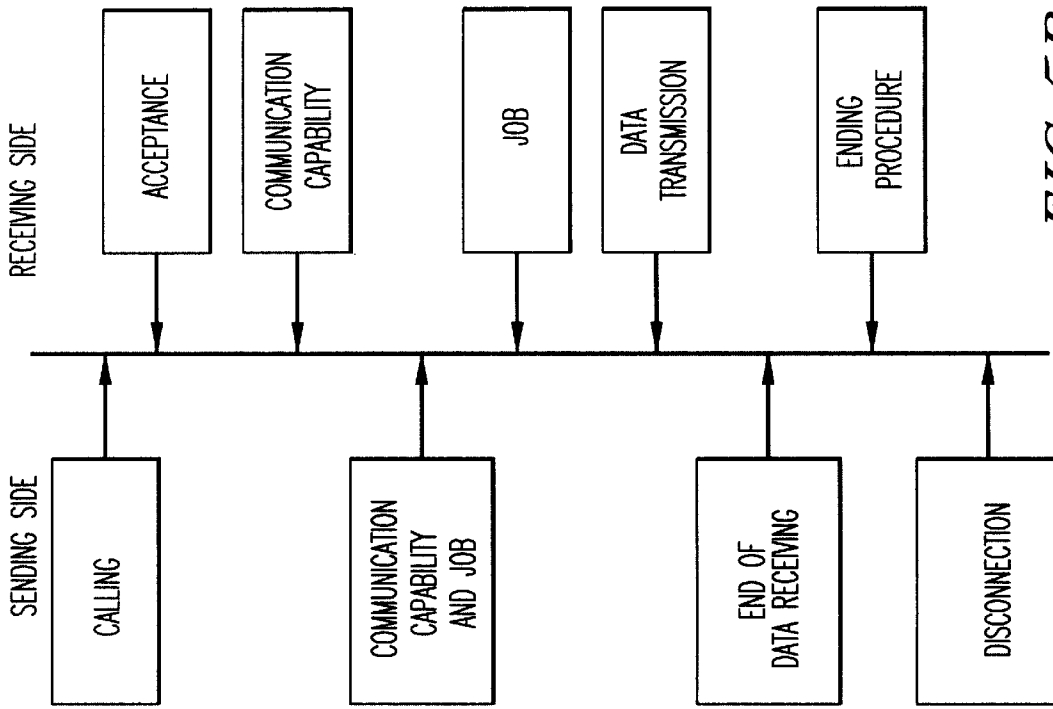 SENDING SIDE
RECEIVING SIDE
CALLING
ACCEPTANCE
COMMUNICATION
CAPABILITY
COMMUNICATION
CAPABILITY
AND JOB
JOB
DATA
TRANSMISSION
END OF
DATA RECEIVING
ENDING
PROCEDURE
DISCONNECTION